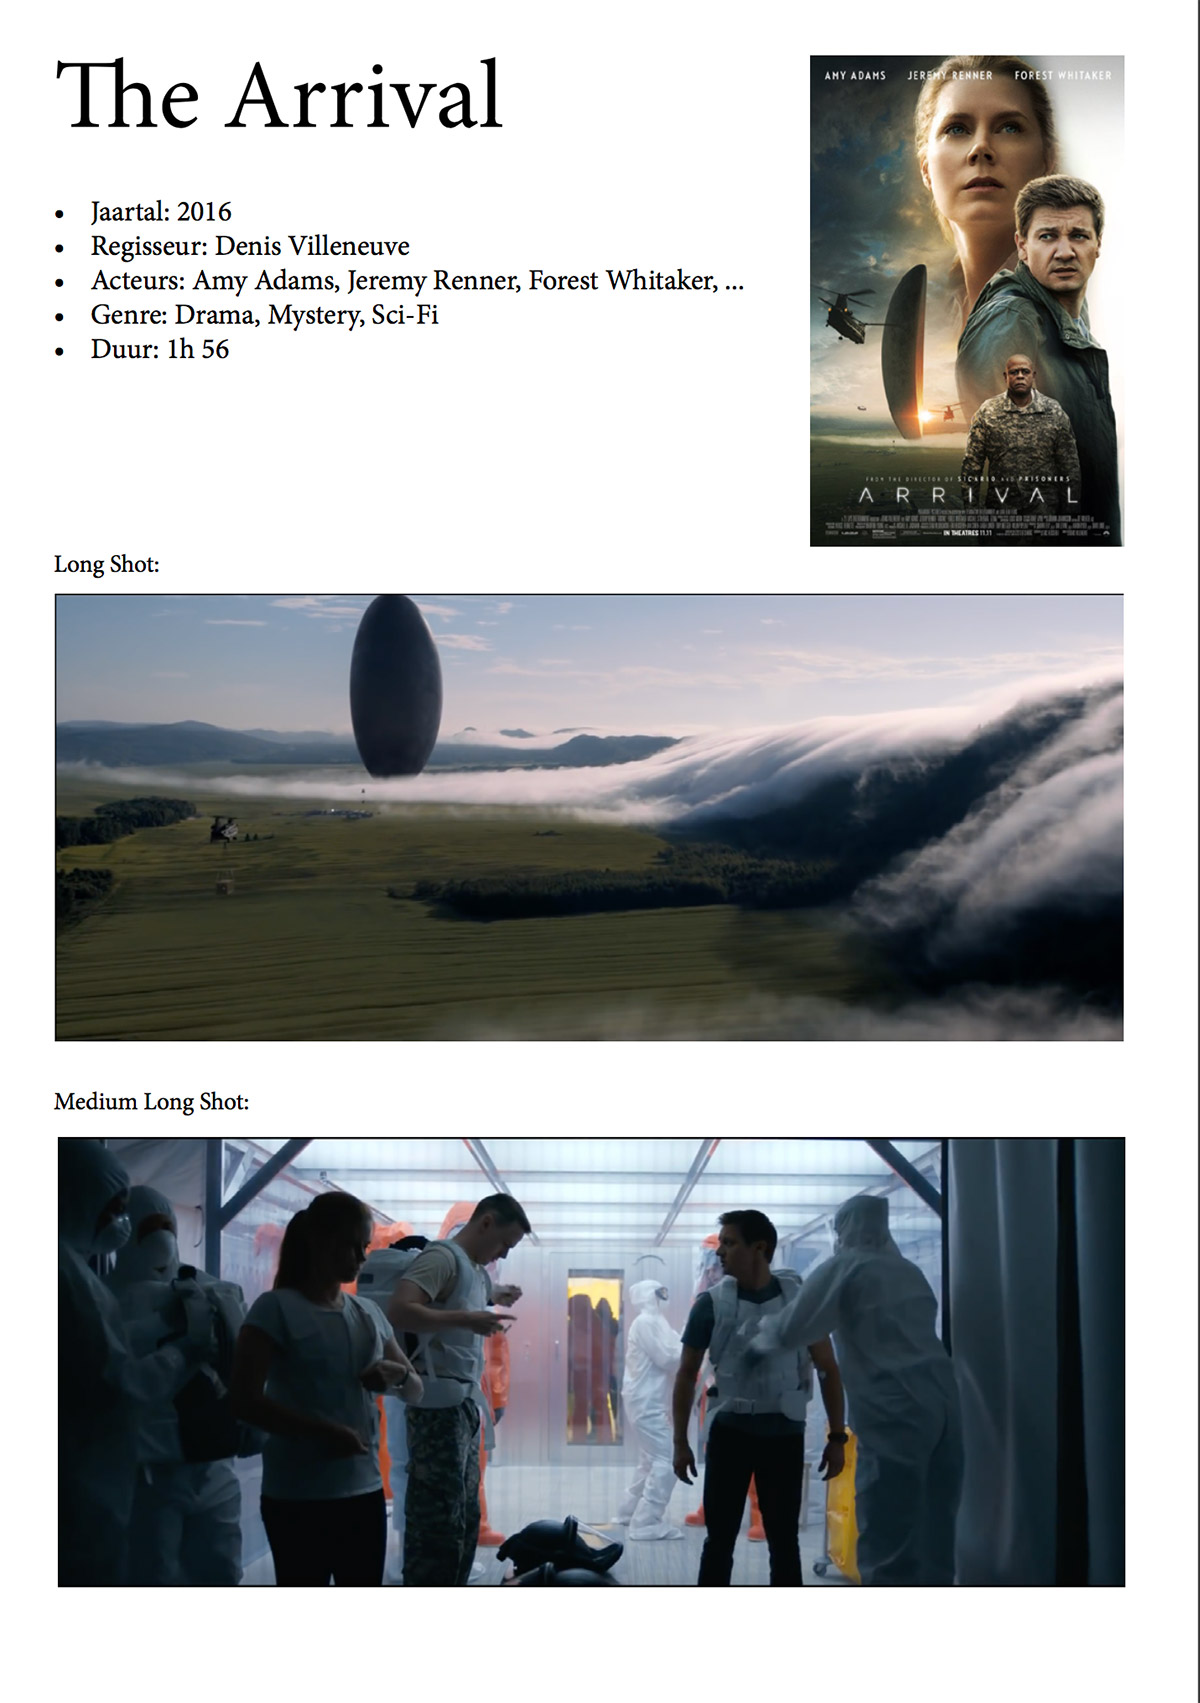 The Arrival
• Jaartal: 2016
• Regisseur: Denis Villeneuve
• Acteurs: Amy Adams, Jeremy Renner, Forest Whitaker, ...
• Genre: Drama, Mystery, Sci-Fi
• Duur: 1h 56
AMY ADAMS JEREMY RENNER FOREST WHITAKER
FROM THE DIRECTOR OF SICARIO AND PRISONERS
ARRIVAL
IN THEATRES 11.11
Long Shot:
Medium Long Shot: